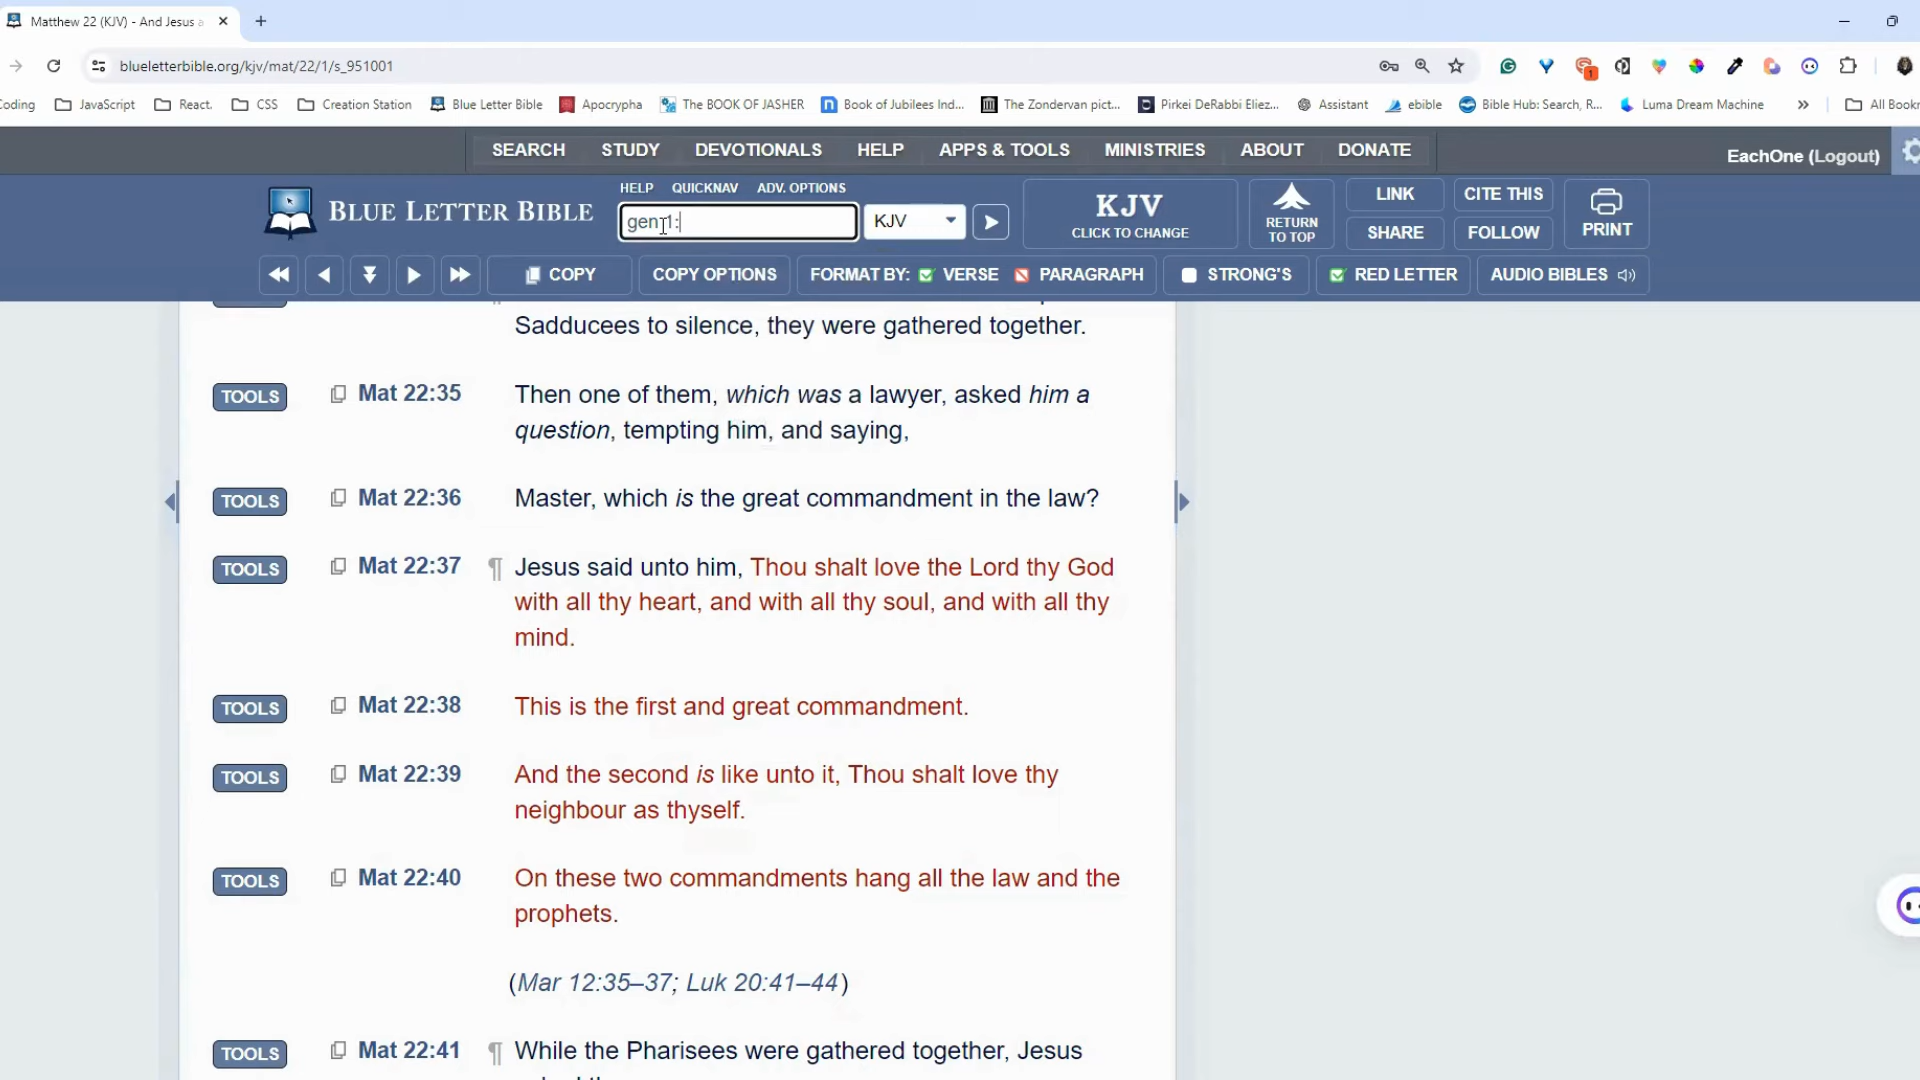 Matthew 22 (KJV) - And Jesus a
blueletterbible.org/kjv/mat/22/1/s_951001
1
oding JavaScript React. CSS Creation Station Blue Letter Bible Apocrypha The BOOK OF JASHER Book of Jubilees Ind... The Zondervan pict... Pirkei DeRabbi Eliez... Assistant ebible Bible Hub: Search, R... Luma Dream Machine » All Bookr
SEARCH STUDY DEVOTIONALS HELP APPS & TOOLS MINISTRIES ABOUT DONATE
EachOne (Logout)
HELP QUICKNAV ADV. OPTIONS
BLUE LETTER BIBLE
gen 1:
KJV
KJV
CLICK TO CHANGE
RETURN
TO TOP
LINK CITE THIS
SHARE FOLLOW
PRINT
COPY COPY OPTIONS FORMAT BY: VERSE PARAGRAPH STRONG'S RED LETTER AUDIO BIBLES
Sadducees to silence, they were gathered together.
TOOLS Mat 22:35 Then one of them, which was a lawyer, asked him a
question, tempting him, and saying,
TOOLS Mat 22:36 Master, which is the great commandment in the law?
TOOLS Mat 22:37 ¶ Jesus said unto him, Thou shalt love the Lord thy God
with all thy heart, and with all thy soul, and with all thy
mind.
TOOLS Mat 22:38 This is the first and great commandment.
TOOLS Mat 22:39 And the second is like unto it, Thou shalt love thy
neighbour as thyself.
TOOLS Mat 22:40 On these two commandments hang all the law and the
prophets.
(Mar 12:35–37; Luk 20:41–44)
TOOLS Mat 22:41 ¶ While the Pharisees were gathered together, Jesus